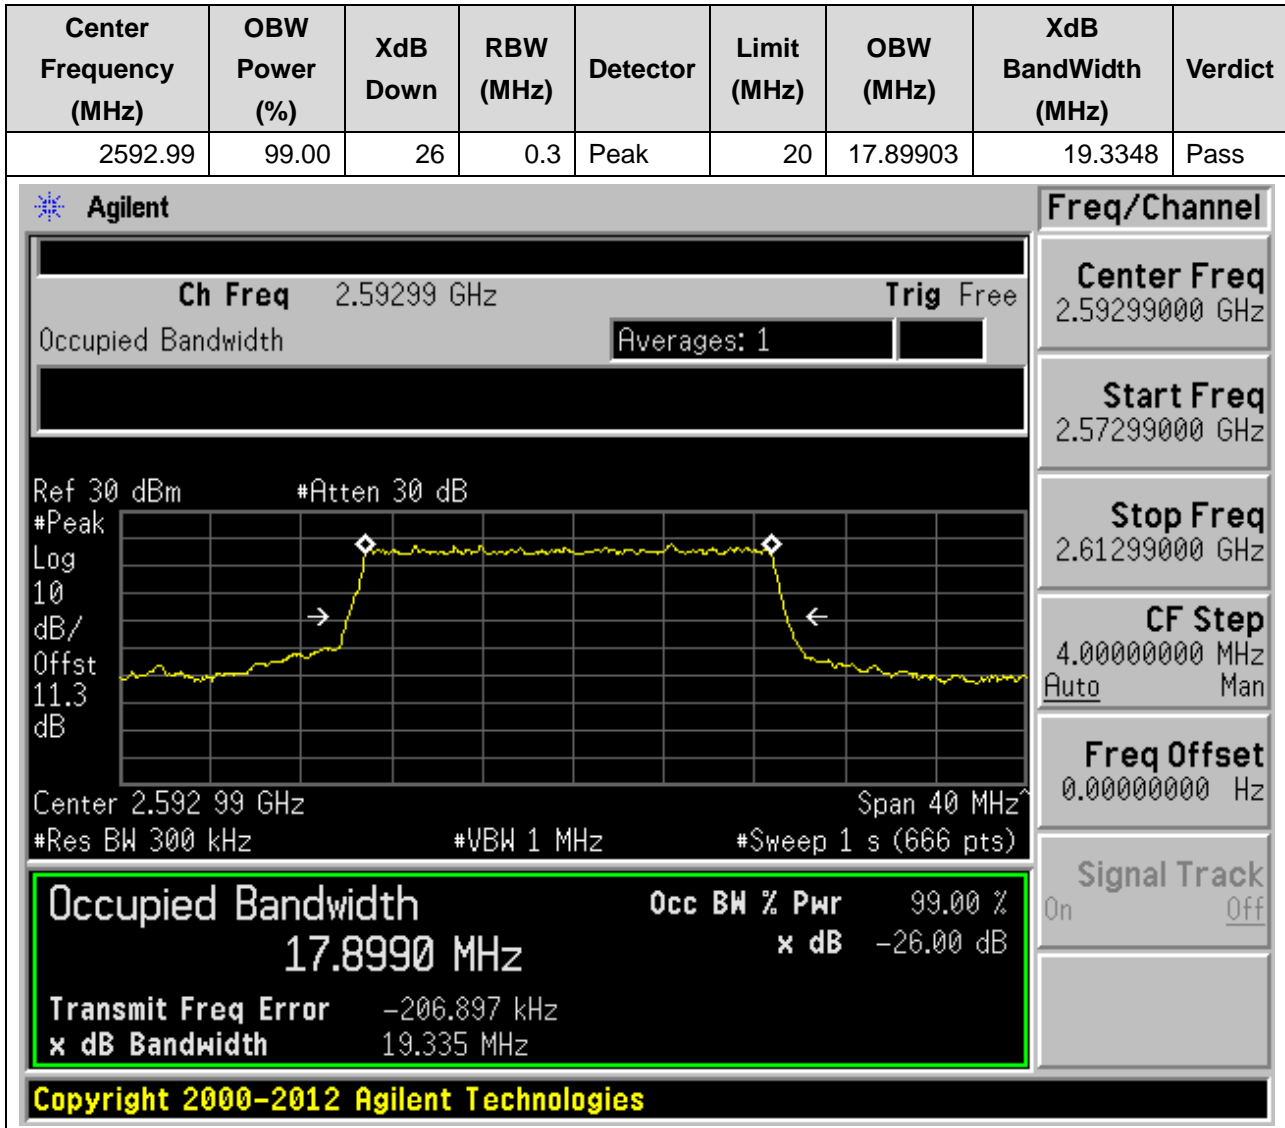 Center Frequency (MHz) OBW Power (%) XdB Down RBW (MHz) Detector Limit (MHz) OBW (MHz) XdB BandWidth (MHz) Verdict
2592.99 99.00 26 0.3 Peak 20 17.89903 19.3348 Pass
Agilent
Freq/Channel
Ch Freq 2.59299 GHz Trig Free
Occupied Bandwidth Averages: 1
Center Freq
2.59299000 GHz
Start Freq
2.57299000 GHz
Stop Freq
2.61299000 GHz
CF Step
4.00000000 MHz
Auto Man
Freq Offset
0.00000000 Hz
Signal Track
On Off
Ref 30 dBm #Atten 30 dB
#Peak
Log
10
dB/
Offst
11.3
dB
Center 2.592 99 GHz Span 40 MHz^
#Res BW 300 kHz #VBW 1 MHz #Sweep 1 s (666 pts)
Occupied Bandwidth Occ BW % Pwr 99.00 %
17.8990 MHz x dB -26.00 dB
Transmit Freq Error -206.897 kHz
x dB Bandwidth 19.335 MHz
Copyright 2000-2012 Agilent Technologies